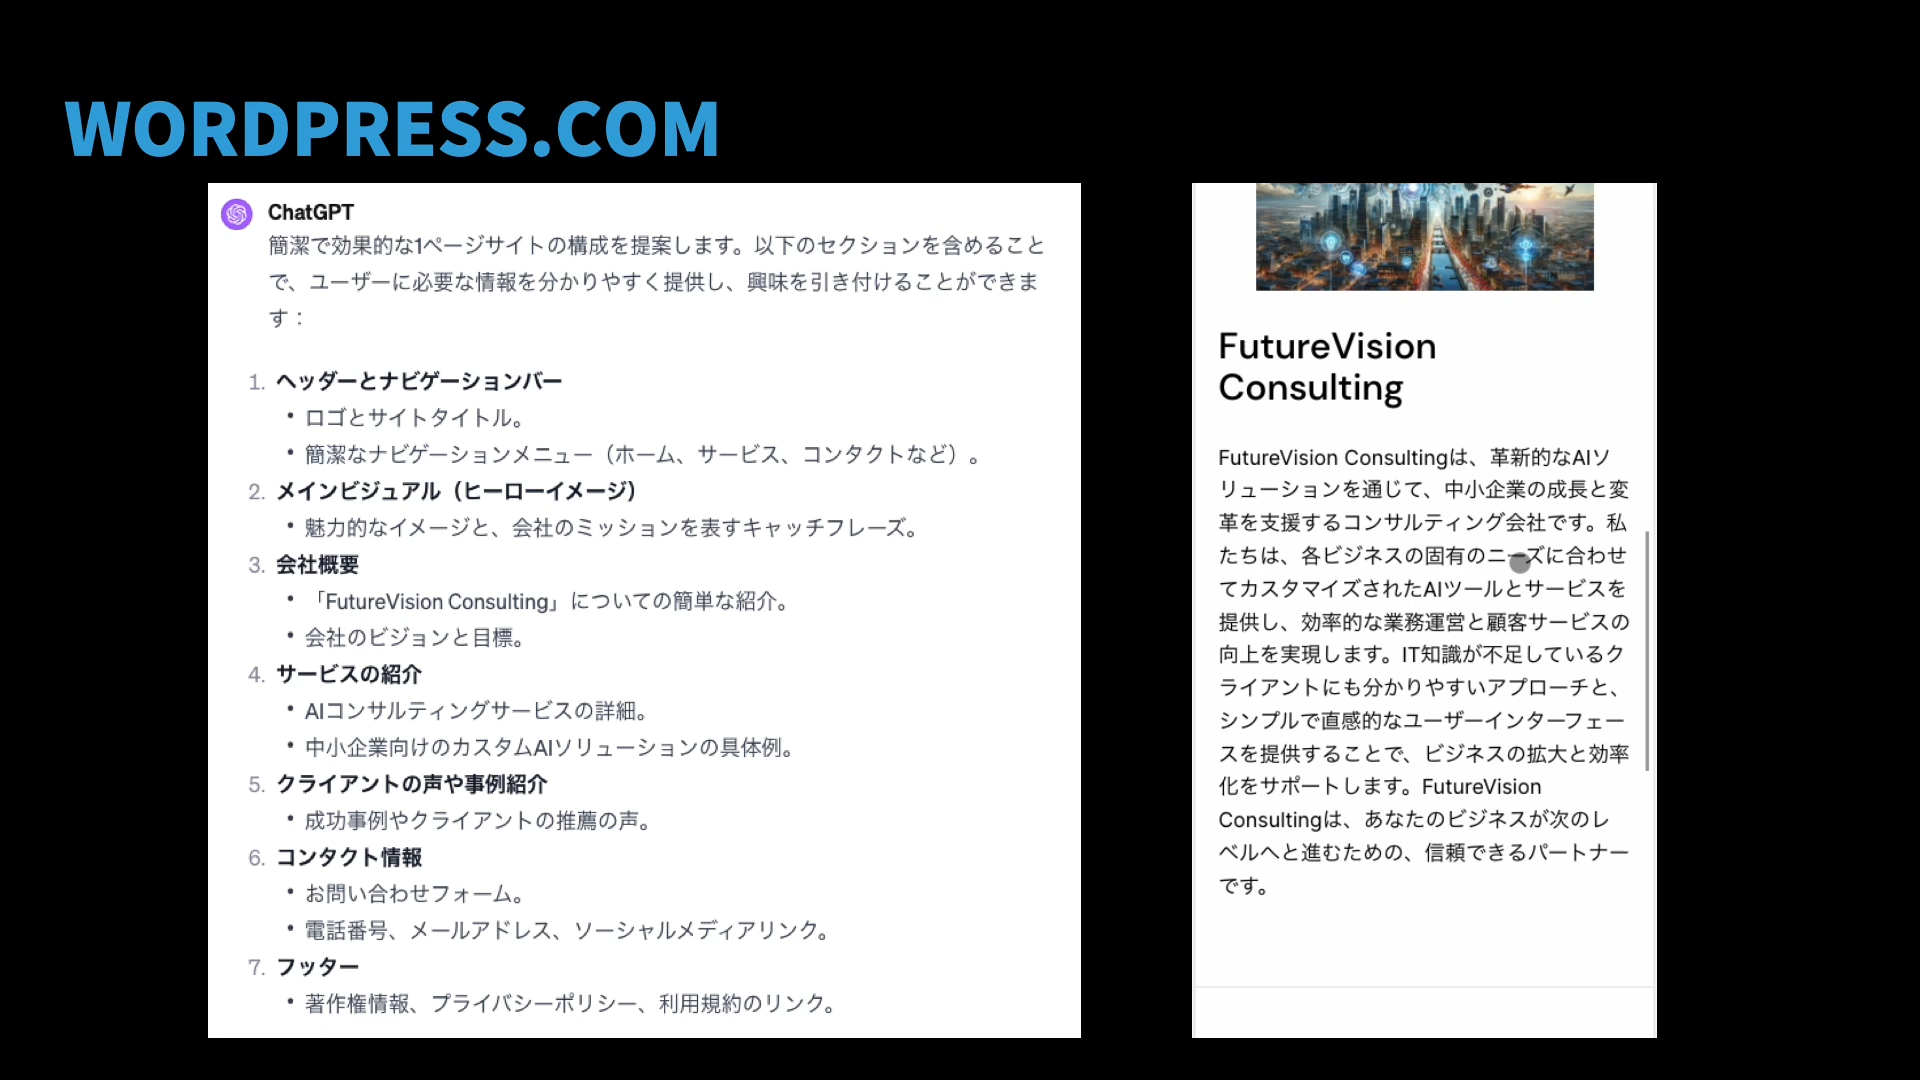 WORDPRESS.COM
ChatGPT
簡潔で効果的な1ページサイトの構成を提案します。以下のセクションを含めること
で、ユーザーに必要な情報を分かりやすく提供し、興味を引き付けることができま
す：
1. ヘッダーとナビゲーションバー
• ロゴとサイトタイトル。
• 簡潔なナビゲーションメニュー（ホーム、サービス、コンタクトなど）。
2. メインビジュアル（ヒーローイメージ）
• 魅力的なイメージと、会社のミッションを表すキャッチフレーズ。
3. 会社概要
• 「FutureVision Consulting」についての簡単な紹介。
• 会社のビジョンと目標。
4. サービスの紹介
• AIコンサルティングサービスの詳細。
• 中小企業向けのカスタムAIソリューションの具体例。
5. クライアントの声や事例紹介
• 成功事例やクライアントの推薦の声。
6. コンタクト情報
• お問い合わせフォーム。
• 電話番号、メールアドレス、ソーシャルメディアリンク。
7. フッター
• 著作権情報、プライバシーポリシー、利用規約のリンク。
FutureVision
Consulting
FutureVision Consultingは、革新的なAIソ
リューションを通じて、中小企業の成長と変
革を支援するコンサルティング会社です。私
たちは、各ビジネスの固有のニーズに合わせ
てカスタマイズされたAIツールとサービスを
提供し、効率的な業務運営と顧客サービスの
向上を実現します。IT知識が不足しているク
ライアントにも分かりやすいアプローチと、
シンプルで直感的なユーザーインターフェー
スを提供することで、ビジネスの拡大と効率
化をサポートします。FutureVision
Consultingは、あなたのビジネスが次のレ
ベルへと進むための、信頼できるパートナー
です。